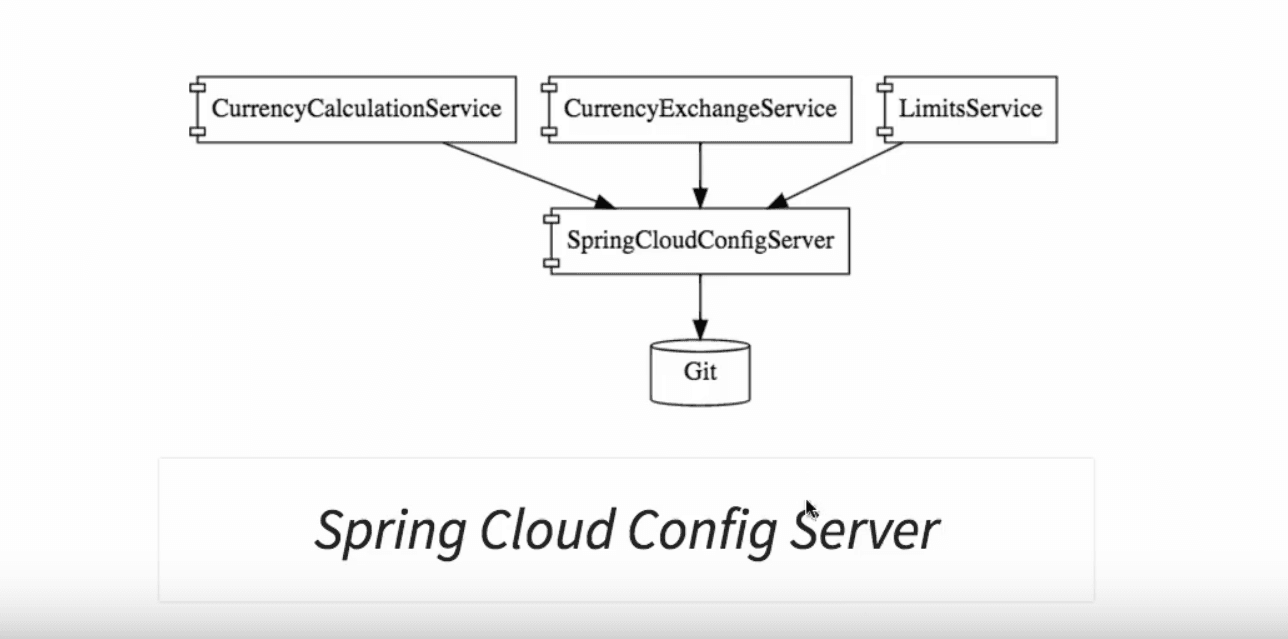 CurrencyCalculationService
CurrencyExchangeService
LimitsService
SpringCloudConfigServer
Git
Spring Cloud Config Server